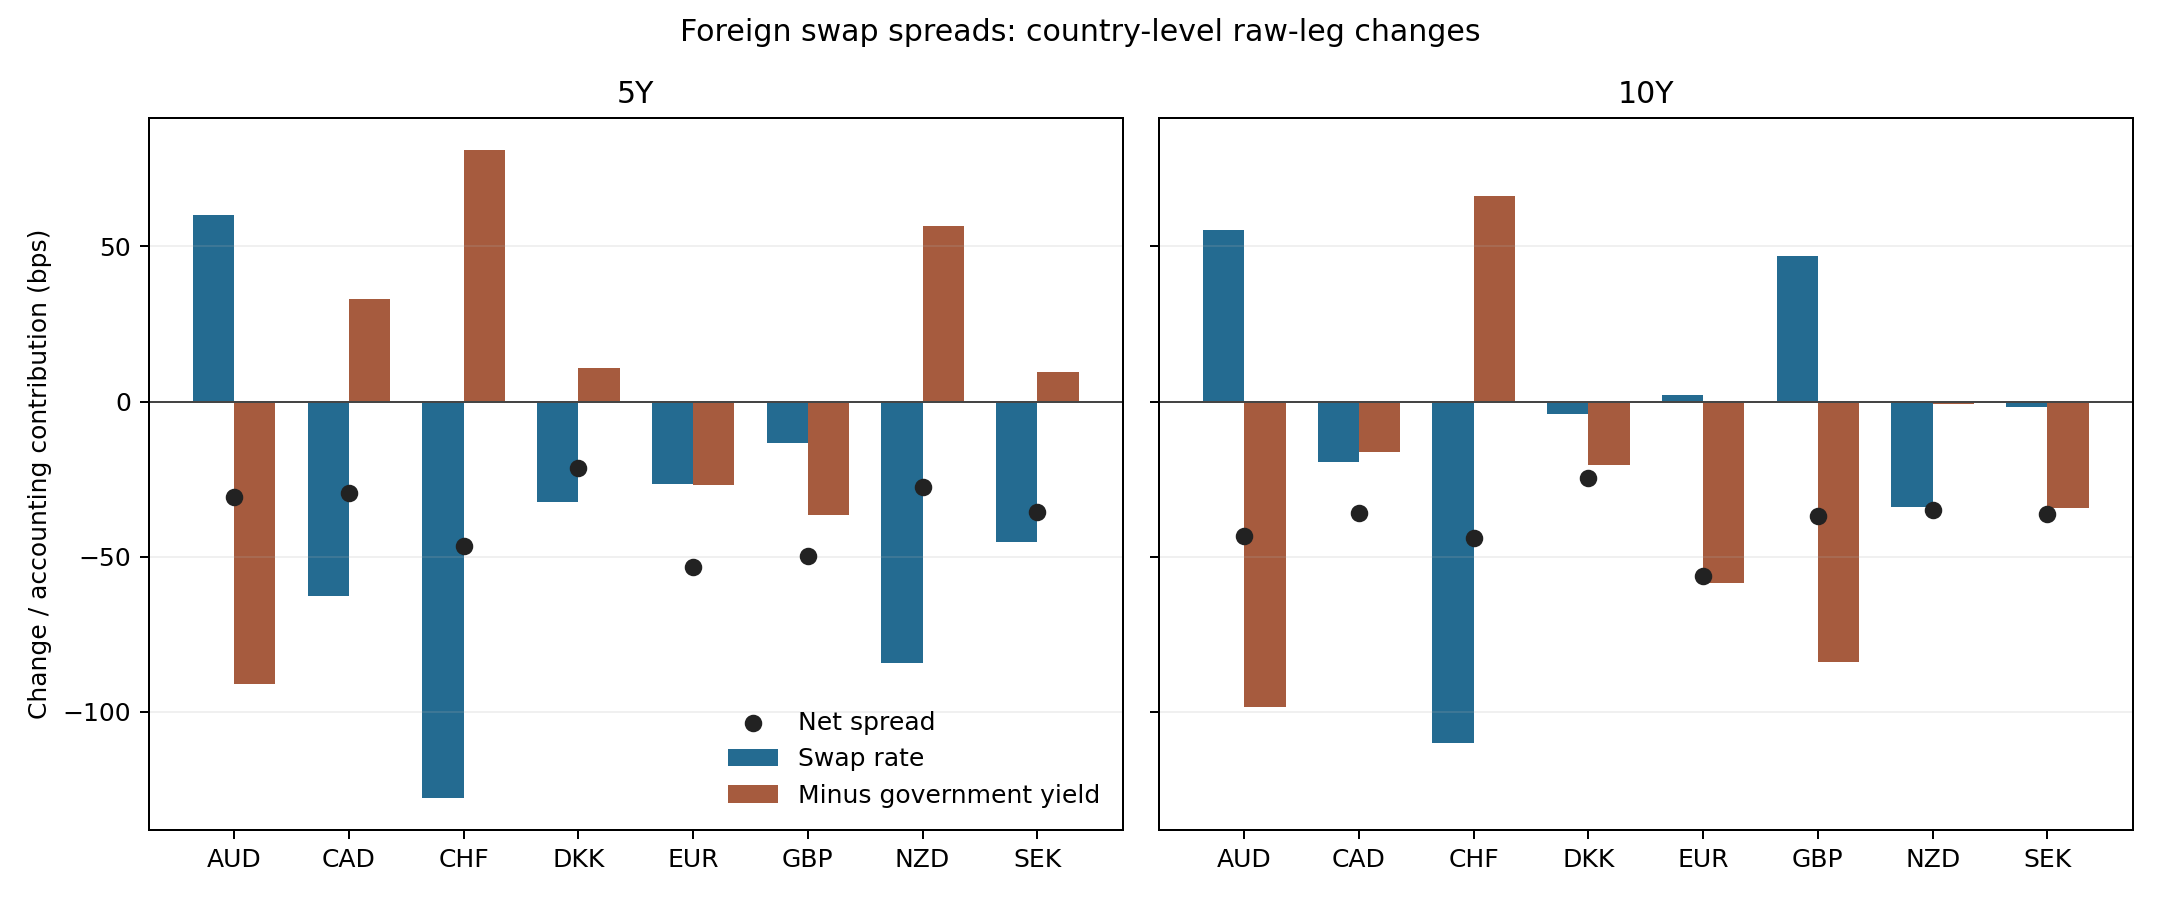 Foreign swap spreads: country-level raw-leg changes
5Y
10Y
Change / accounting contribution (bps)
50
0
−50
−100
Net spread
Swap rate
Minus government yield
AUD CAD CHF DKK EUR GBP NZD SEK
AUD CAD CHF DKK EUR GBP NZD SEK